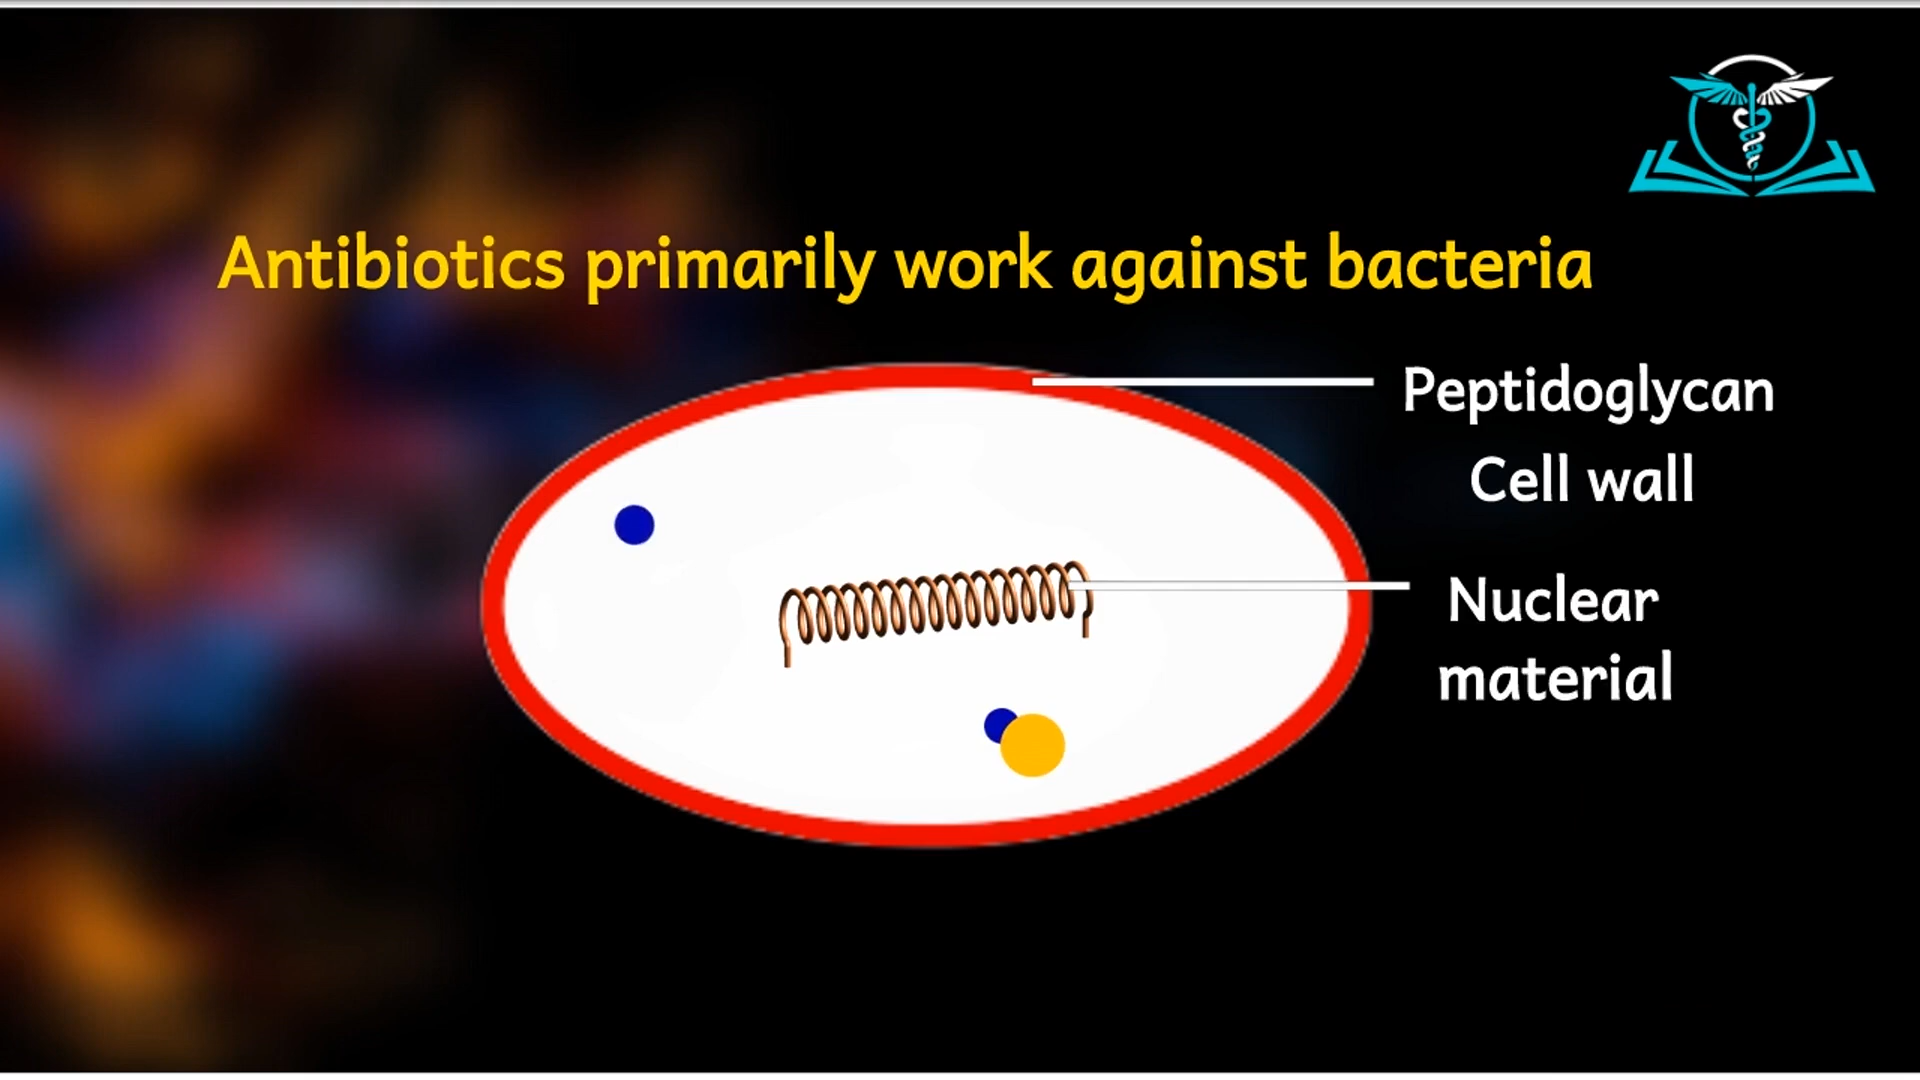 Antibiotics primarily work against bacteria
Peptidoglycan
Cell wall
Nuclear
material